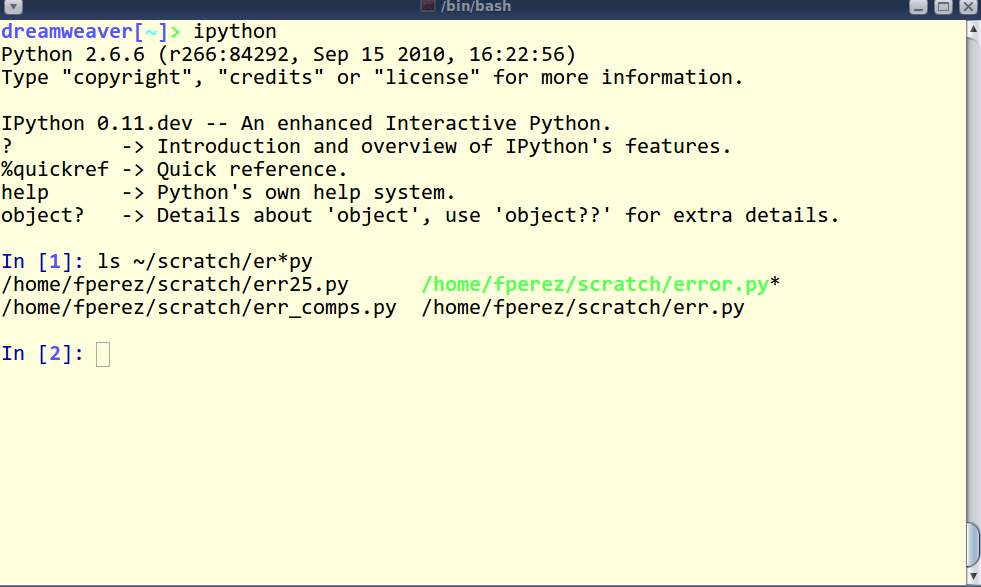 /bin/bash
dreamweaver[~]> ipython
Python 2.6.6 (r266:84292, Sep 15 2010, 16:22:56)
Type "copyright", "credits" or "license" for more information.
IPython 0.11.dev -- An enhanced Interactive Python.
?         -> Introduction and overview of IPython's features.
%quickref -> Quick reference.
help      -> Python's own help system.
object?   -> Details about 'object', use 'object??' for extra details.
In [1]: ls ~/scratch/er*py
/home/fperez/scratch/err25.py      /home/fperez/scratch/error.py*
/home/fperez/scratch/err_comps.py  /home/fperez/scratch/err.py
In [2]: